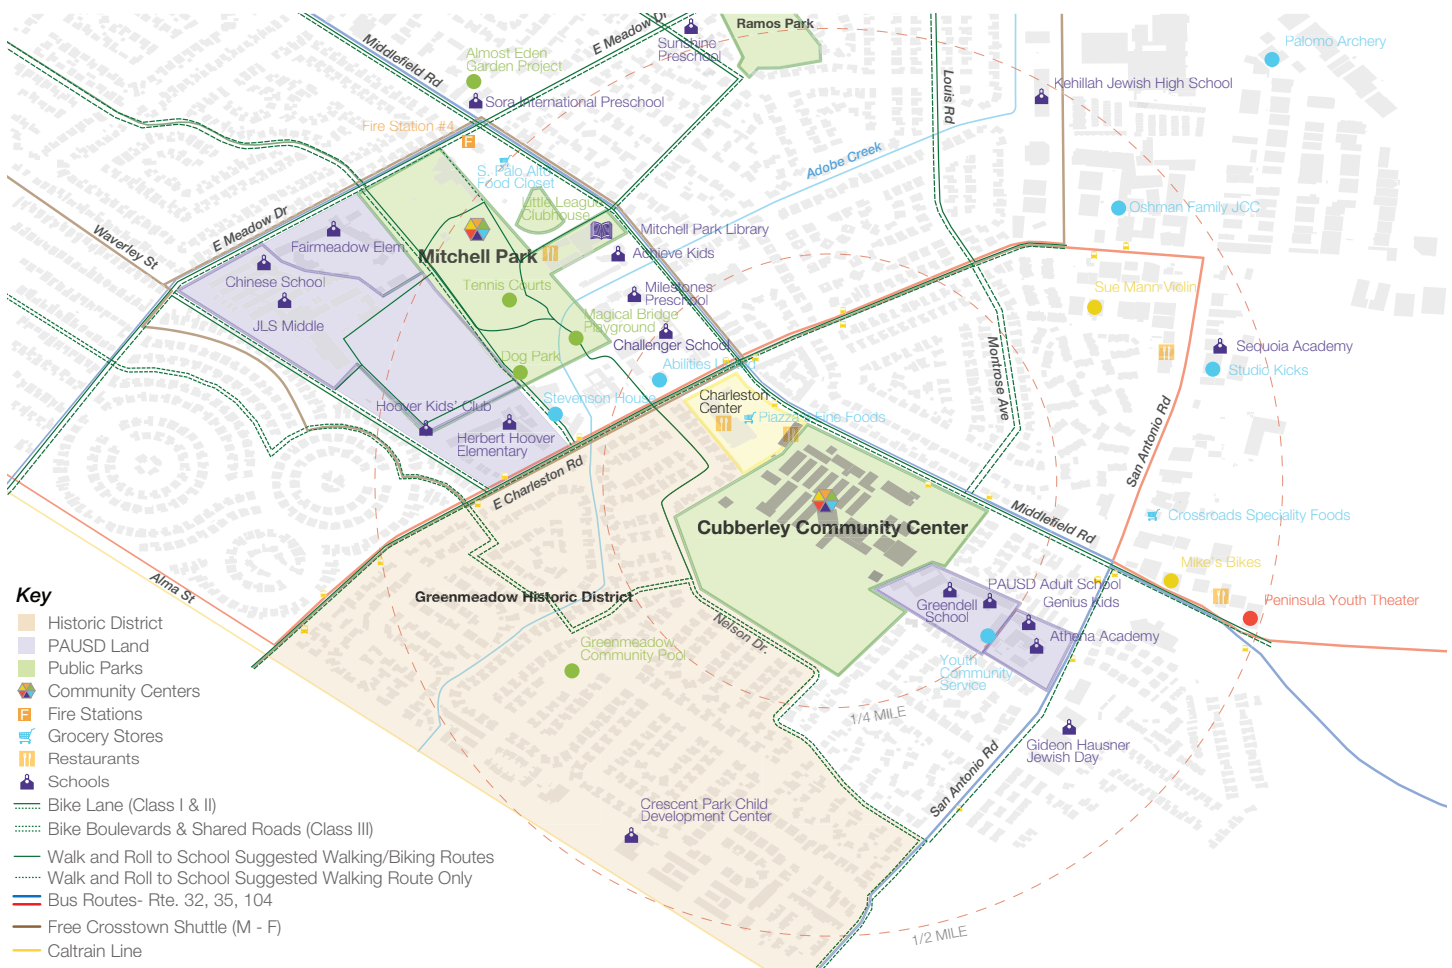 Ramos Park
E Meadow Dr
Sunshine
Preschool
Middlefield Rd
Almost Eden
Garden Project
Sora International Preschool
Palomo Archery
Kehillah Jewish High School
Louis Rd
Fire Station #4
F
S. Palo Alto
Food Closet
Adobe Creek
Little League
Clubhouse
Oshman Family JCC
E Meadow Dr
Waverley St
Fairmeadow Elem
Mitchell Park Library
Mitchell Park
Achieve Kids
Chinese School
Tennis Courts
Milestones
Preschool
JLS Middle
Magical Bridge
Playground
Challenger School
Sue Mann Violin
Sequoia Academy
Studio Kicks
Dog Park
Abilities United
Montrose Ave
Stevenson House
Charleston
Center
Piazza's Fine Foods
Hoover Kids' Club
Herbert Hoover
Elementary
San Antonio Rd
E Charleston Rd
Middlefield Rd
Crossroads Speciality Foods
Cubberley Community Center
Mike's Bikes
Peninsula Youth Theater
Alma St
Greenmeadow Historic District
PAUSD Adult School
Greendell
School
Genius Kids
Athena Academy
Nelson Dr.
Greenmeadow
Community Pool
Youth
Community
Service
1/4 MILE
Gideon Hausner
Jewish Day
San Antonio Rd
Crescent Park Child
Development Center
1/2 MILE
Key
Historic District
PAUSD Land
Public Parks
Community Centers
F Fire Stations
Grocery Stores
Restaurants
Schools
Bike Lane (Class I & II)
Bike Boulevards & Shared Roads (Class III)
Walk and Roll to School Suggested Walking/Biking Routes
Walk and Roll to School Suggested Walking Route Only
Bus Routes- Rte. 32, 35, 104
Free Crosstown Shuttle (M - F)
Caltrain Line